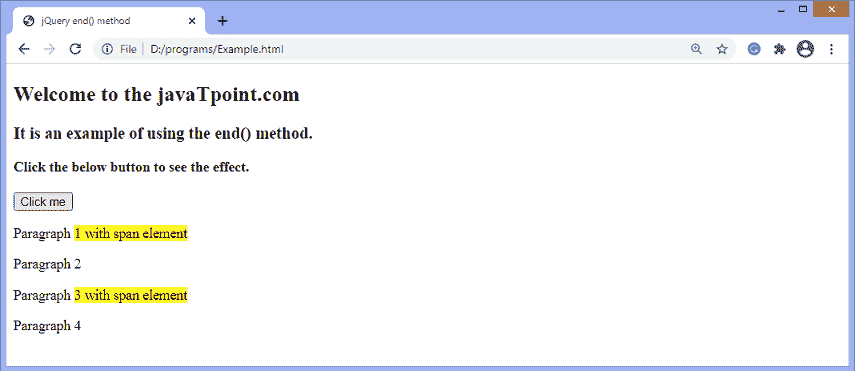 jQuery end() method
File D:/programs/Example.html
Welcome to the javaTpoint.com
It is an example of using the end() method.
Click the below button to see the effect.
Click me
Paragraph 1 with span element
Paragraph 2
Paragraph 3 with span element
Paragraph 4